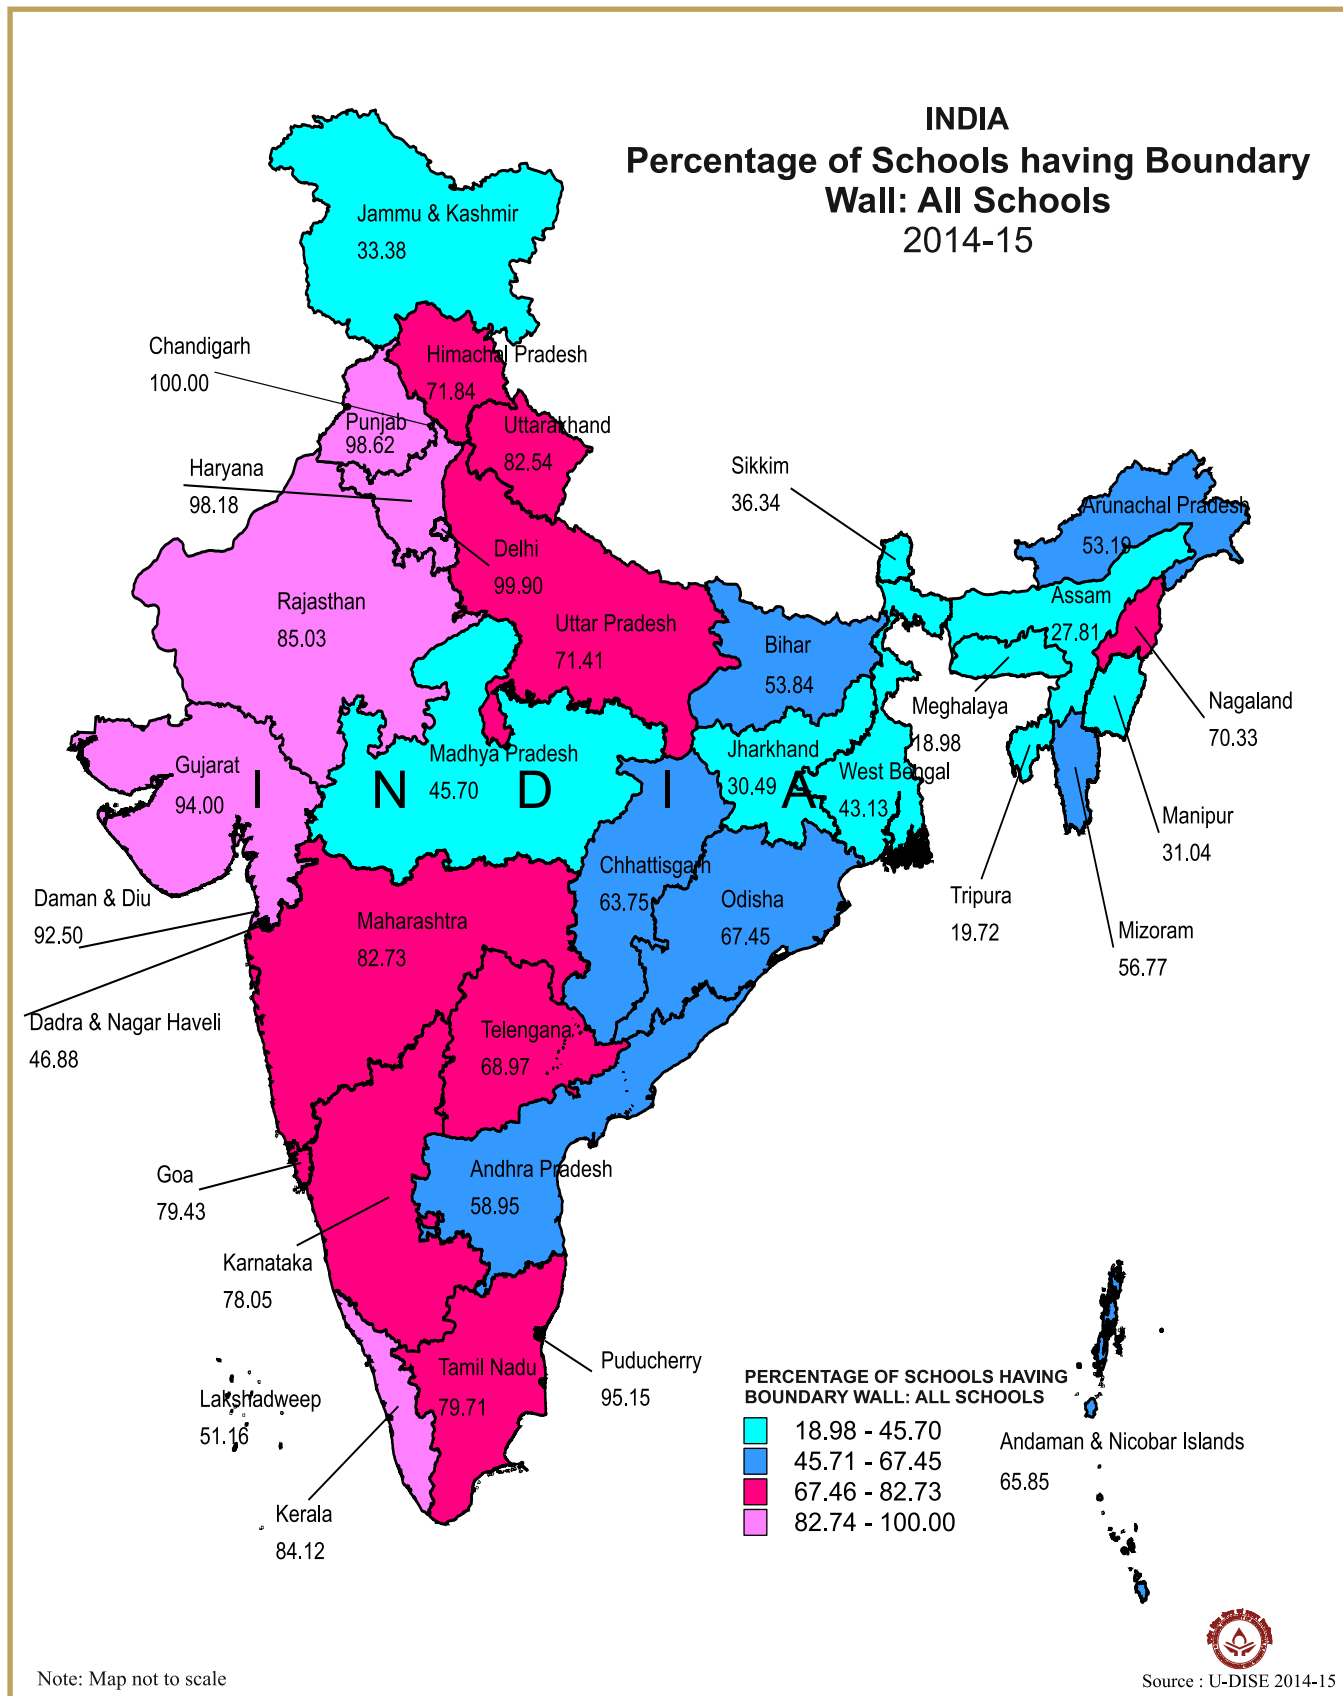 INDIA
Percentage of Schools having Boundary
Wall: All Schools
2014-15
Jammu & Kashmir
33.38
Chandigarh
100.00
Himachal Pradesh
71.84
Punjab
98.62
Uttarakhand
82.54
Haryana
98.18
Sikkim
36.34
Arunachal Pradesh
53.19
Delhi
99.90
Rajasthan
85.03
Assam
27.81
Uttar Pradesh
71.41
Bihar
53.84
Meghalaya
18.98
Nagaland
70.33
Gujarat
94.00
Madhya Pradesh
45.70
Jharkhand
30.49
West Bengal
43.13
I N D I A
Manipur
31.04
Daman & Diu
92.50
Chhattisgarh
63.75
Odisha
67.45
Tripura
19.72
Mizoram
56.77
Maharashtra
82.73
Dadra & Nagar Haveli
46.88
Telengana
68.97
Goa
79.43
Andhra Pradesh
58.95
Karnataka
78.05
Puducherry
95.15
Tamil Nadu
79.71
Lakshadweep
51.16
Kerala
84.12
PERCENTAGE OF SCHOOLS HAVING
BOUNDARY WALL: ALL SCHOOLS
18.98 - 45.70
45.71 - 67.45
67.46 - 82.73
82.74 - 100.00
Andaman & Nicobar Islands
65.85
Note: Map not to scale
Source : U-DISE 2014-15